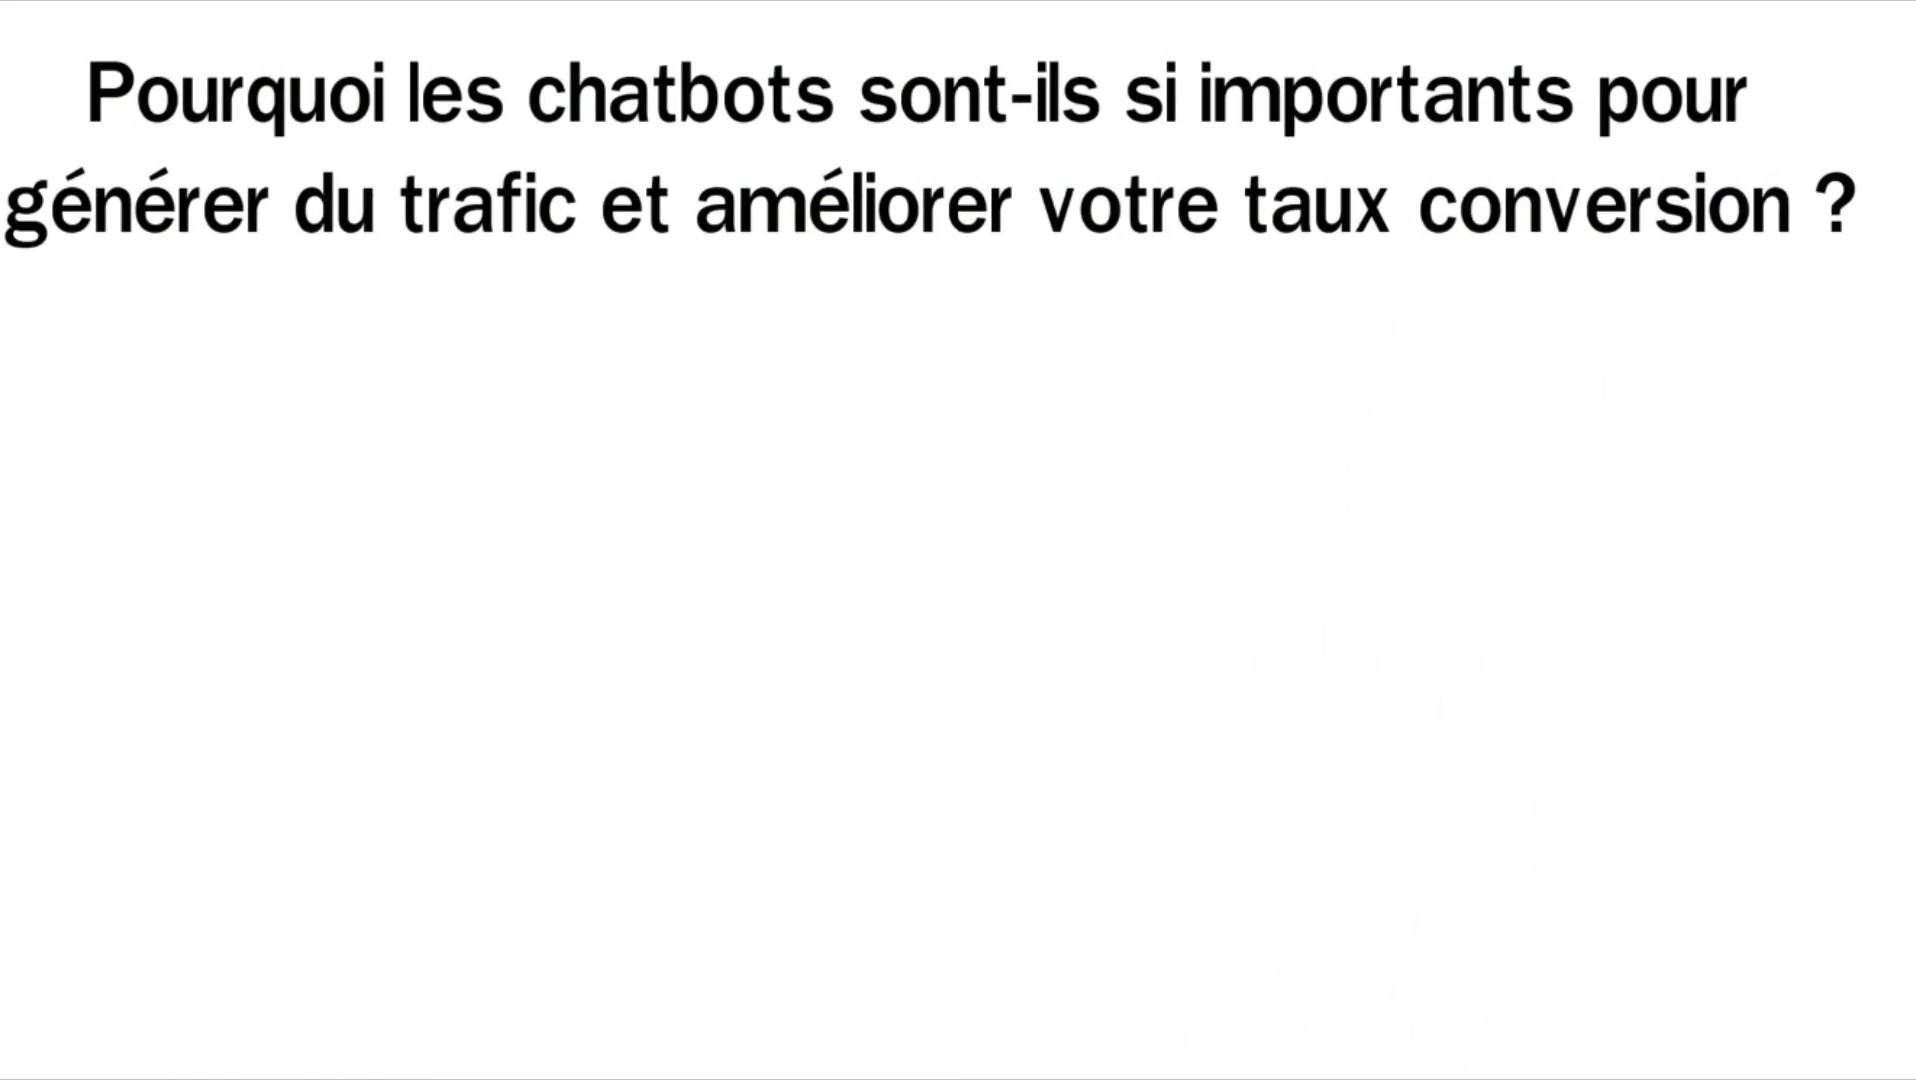 Pourquoi les chatbots sont-ils si importants pour
générer du trafic et améliorer votre taux conversion ?